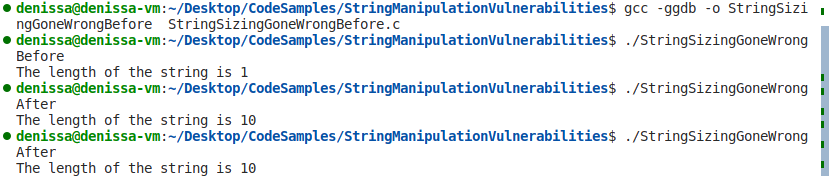 denissa@denissa-vm:~/Desktop/CodeSamples/StringManipulationVulnerabilities$ gcc -ggdb -o StringSizi
ngGoneWrongBefore  StringSizingGoneWrongBefore.c
denissa@denissa-vm:~/Desktop/CodeSamples/StringManipulationVulnerabilities$ ./StringSizingGoneWrong
Before
The length of the string is 1
denissa@denissa-vm:~/Desktop/CodeSamples/StringManipulationVulnerabilities$ ./StringSizingGoneWrong
After
The length of the string is 10
denissa@denissa-vm:~/Desktop/CodeSamples/StringManipulationVulnerabilities$ ./StringSizingGoneWrong
After
The length of the string is 10